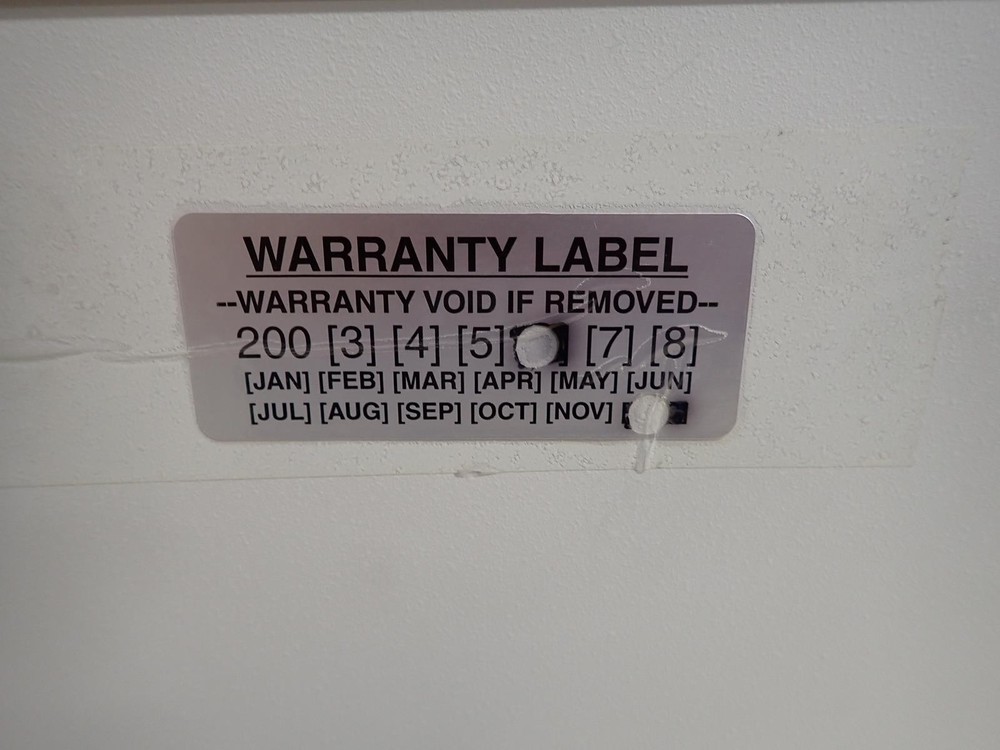 WARRANTY LABEL
--WARRANTY VOID IF REMOVED--
200 [3] [4] [5] [7] [8]
[JAN] [FEB] [MAR] [APR] [MAY] [JUN]
[JUL] [AUG] [SEP] [OCT] [NOV]